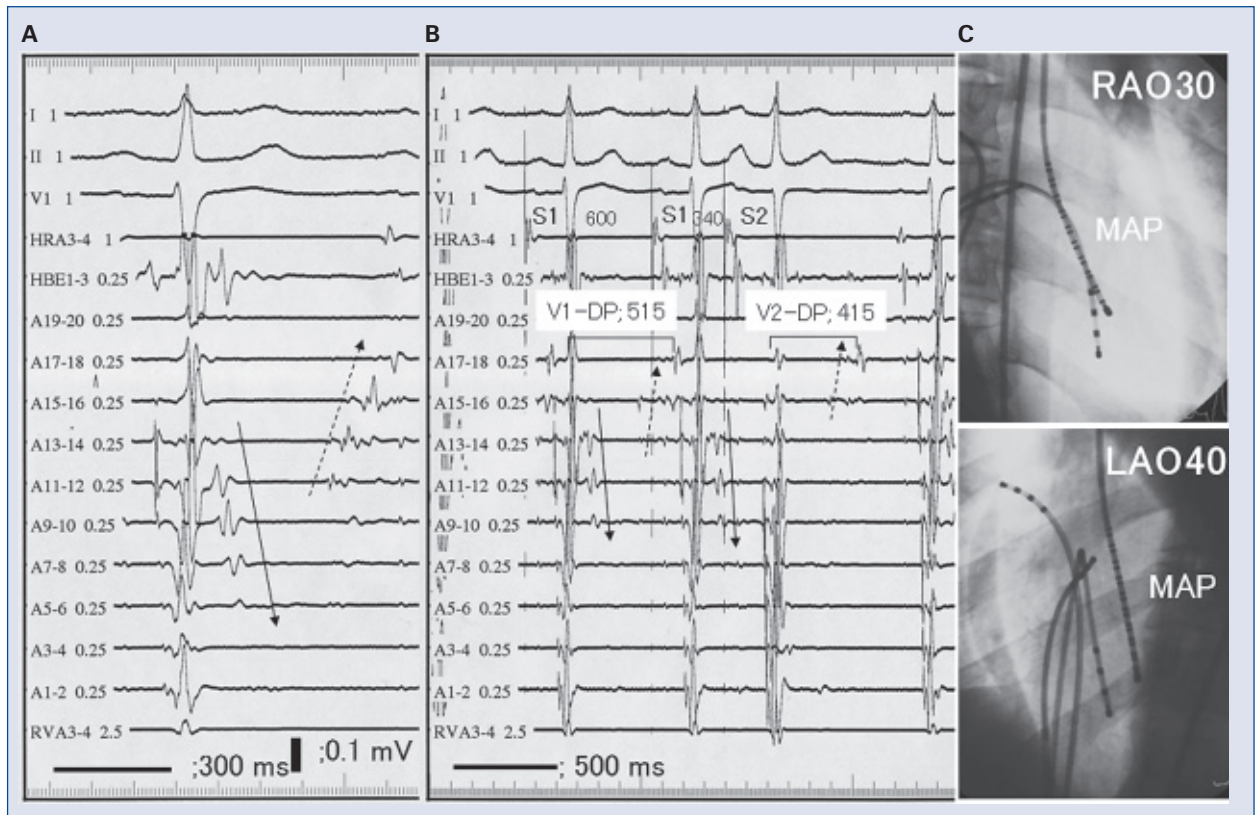 A
I 1
II 1
V1 1
HRA3-4 1
HBE1-3 0.25
A19-20 0.25
A17-18 0.25
A15-16 0.25
A13-14 0.25
A11-12 0.25
A9-10 0.25
A7-8 0.25
A5-6 0.25
A3-4 0.25
A1-2 0.25
RVA3-4 2.5
;300 ms
;0.1 mV
B
I 1
II 1
V1 1
S1 600 S1 340 S2
HRA3-4 1
HBE1-3 0.25
V1-DP; 515 V2-DP; 415
A19-20 0.25
A17-18 0.25
A15-16 0.25
A13-14 0.25
A11-12 0.25
A9-10 0.25
A7-8 0.25
A5-6 0.25
A3-4 0.25
A1-2 0.25
RVA3-4 2.5
; 500 ms
C
RAO30
MAP
LAO40
MAP